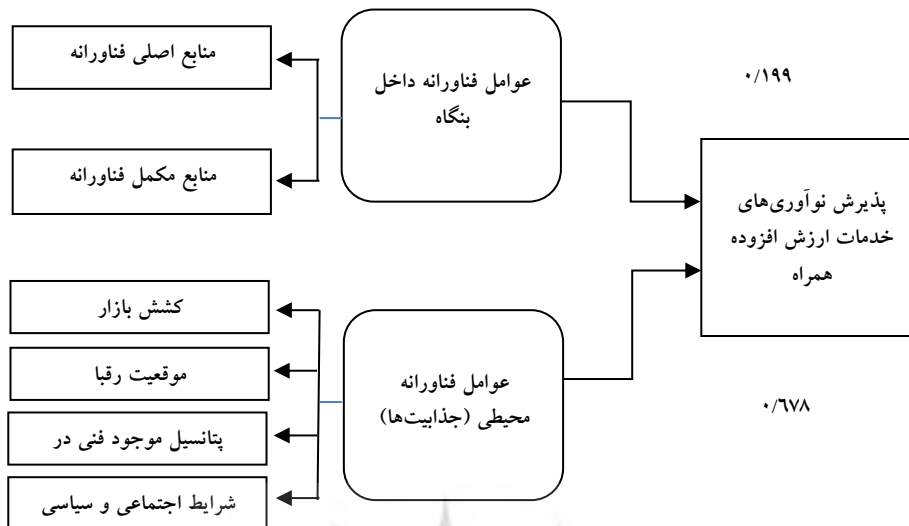 منابع اصلی فناورانه
منابع مکمل فناورانه
عوامل فناورانه داخل
بنگاه
۰/۱۹۹
پذیرش نوآوری‌های
خدمات ارزش افزوده
همراه
کشش بازار
موقعیت رقبا
پتانسیل موجود فنی در
شرایط اجتماعی و سیاسی
عوامل فناورانه
محیطی (جذابیت‌ها)
۰/۶۷۸